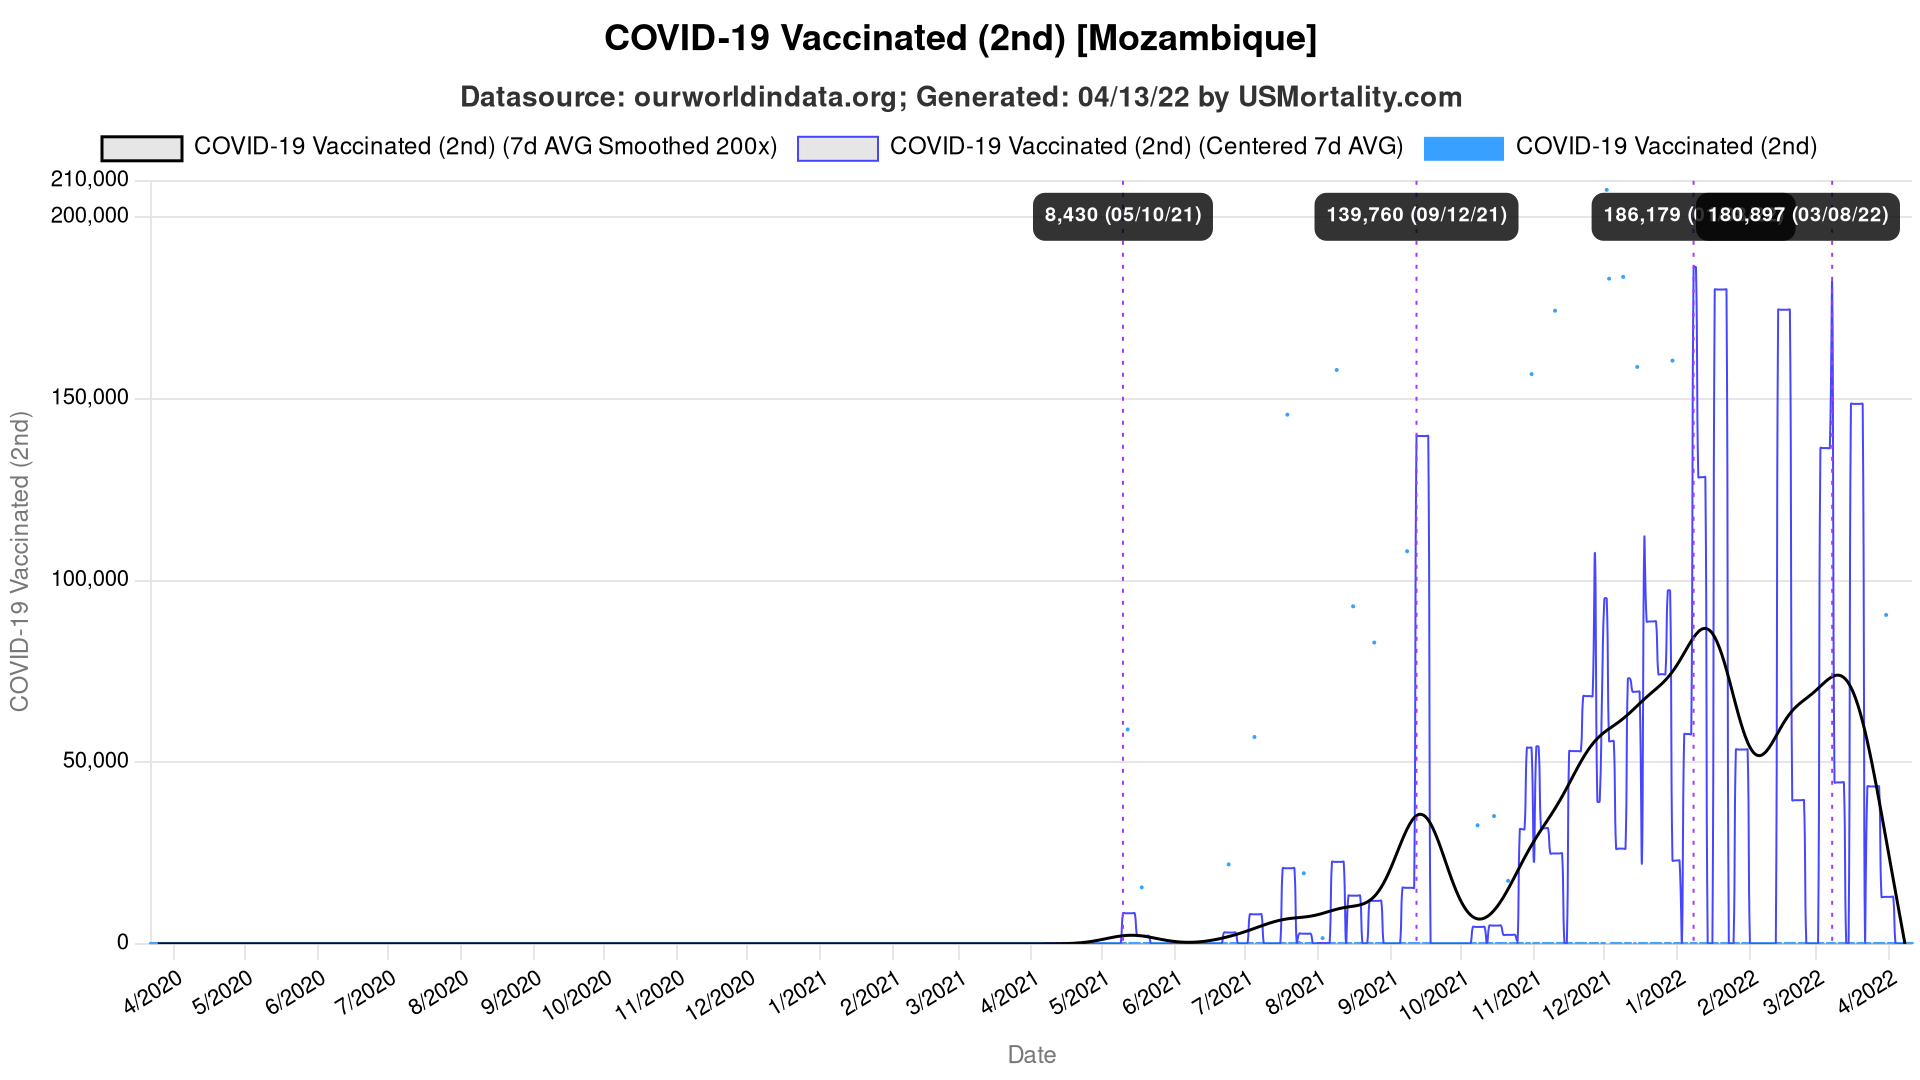 COVID-19 Vaccinated (2nd) [Mozambique]
Datasource: ourworldindata.org; Generated: 04/13/22 by USMortality.com
COVID-19 Vaccinated (2nd) (7d AVG Smoothed 200x) COVID-19 Vaccinated (2nd) (Centered 7d AVG) COVID-19 Vaccinated (2nd)
210,000
200,000
150,000
100,000
50,000
0
COVID-19 Vaccinated (2nd)
8,430 (05/10/21) 139,760 (09/12/21) 186,179 180,897 (03/08/22)
4/2020 5/2020 6/2020 7/2020 8/2020 9/2020 10/2020 11/2020 12/2020 1/2021 2/2021 3/2021 4/2021 5/2021 6/2021 7/2021 8/2021 9/2021 10/2021 11/2021 12/2021 1/2022 2/2022 3/2022 4/2022
Date